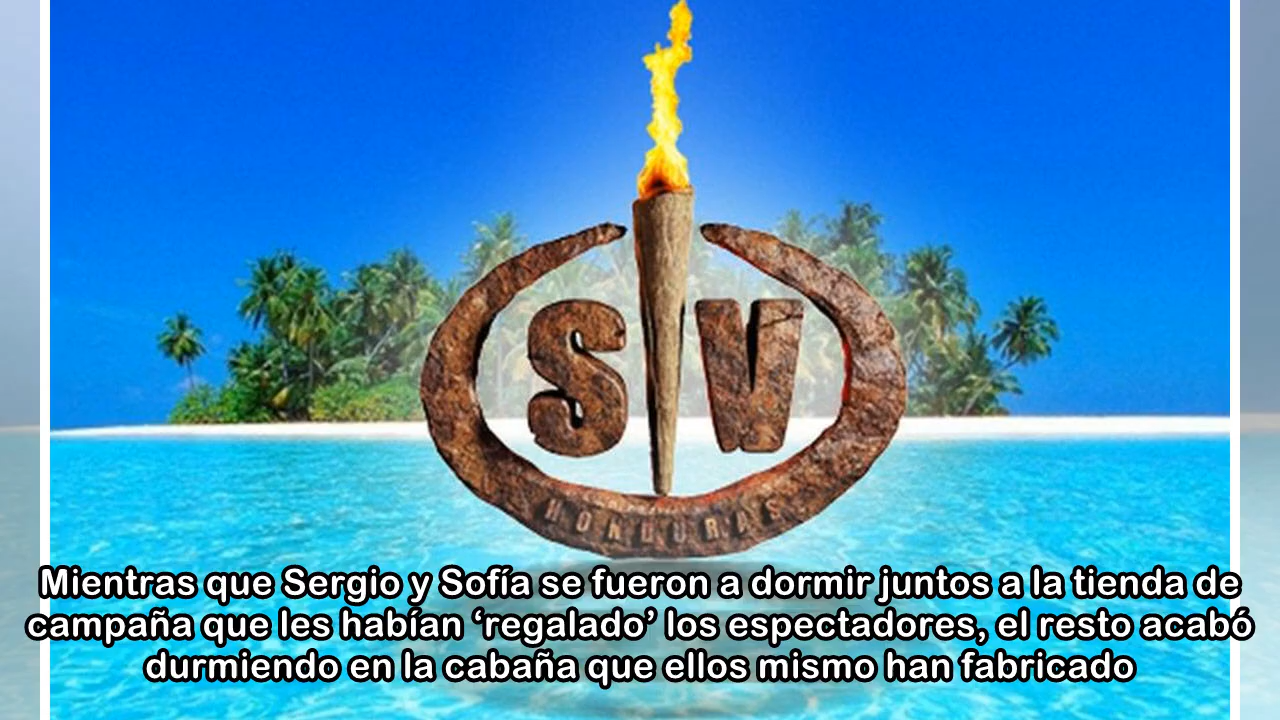 SV
HONDURAS
Mientras que Sergio y Sofía se fueron a dormir juntos a la tienda de
campaña que les habían ‘regalado’ los espectadores, el resto acabó
durmiendo en la cabaña que ellos mismo han fabricado